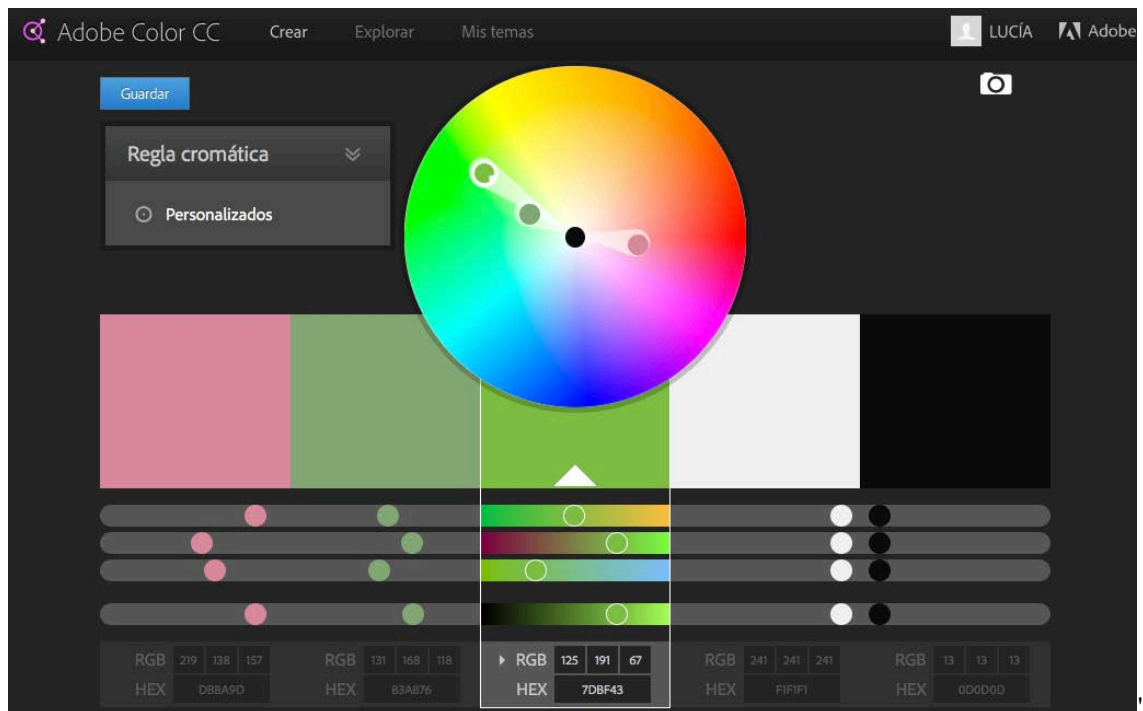 Adobe Color CC Crear Explorar Mis temas LUCÍA Adobe
Guardar
Regla cromática
Personalizados
RGB 219 138 157 RGB 131 168 118 RGB 125 191 67 RGB 241 241 241 RGB 13 13 13
HEX DB8A9D HEX 83A876 HEX 7DBF43 HEX F1F1F1 HEX 0D0D0D